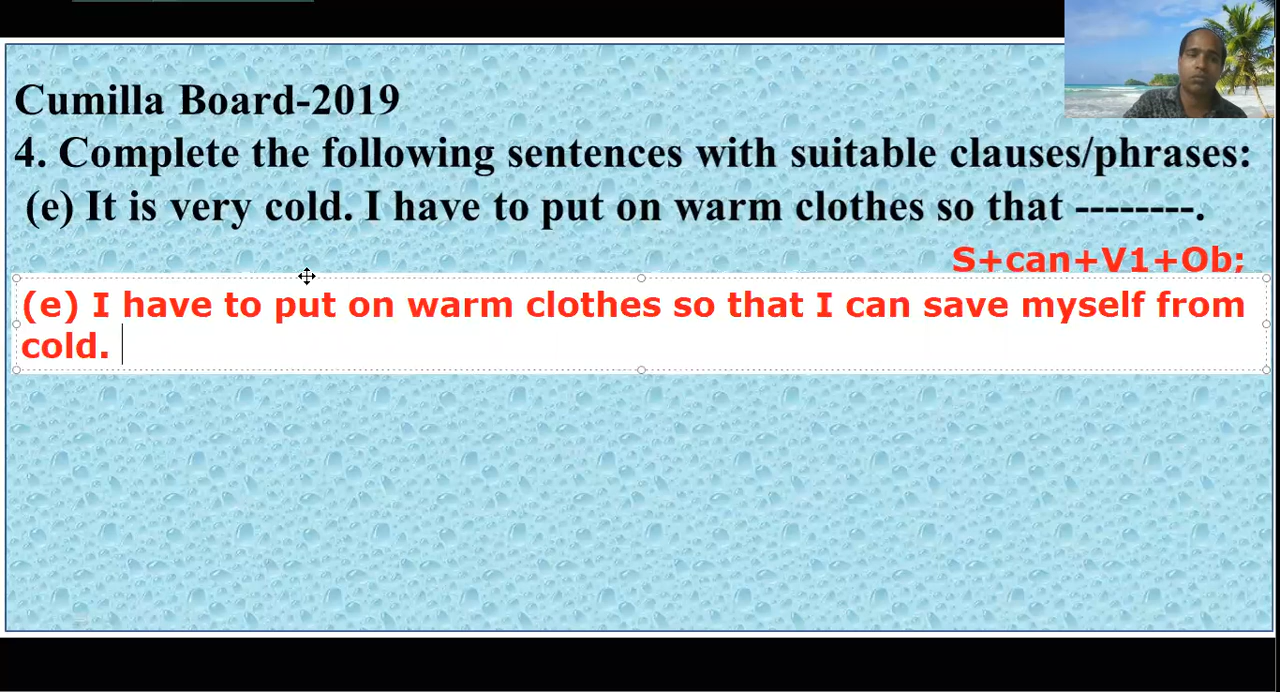 Cumilla Board-2019
4. Complete the following sentences with suitable clauses/phrases:
(e) It is very cold. I have to put on warm clothes so that --------.
S+can+V1+Ob;
(e) I have to put on warm clothes so that I can save myself from
cold.